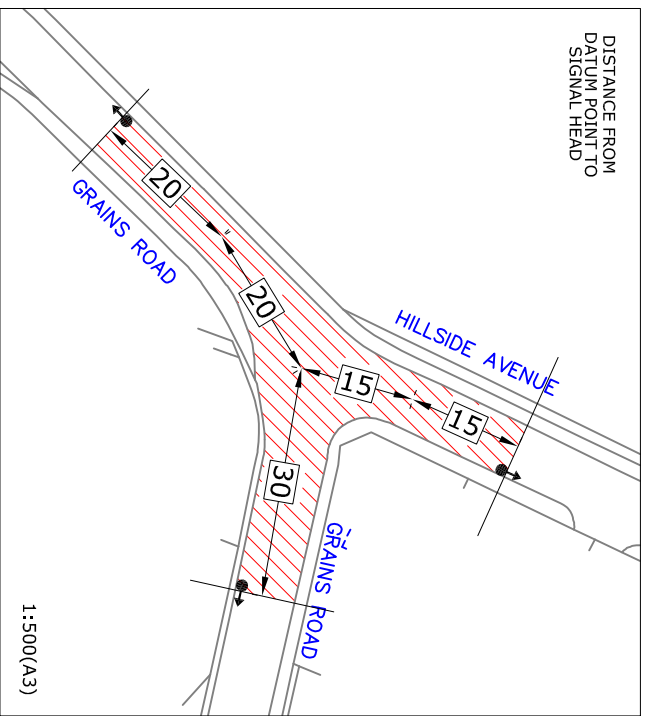 DISTANCE FROM
DATUM POINT TO
SIGNAL HEAD
HILLSIDE AVENUE
GRAINS ROAD
20
20
15
15
30
GRAINS ROAD
1:500(A3)